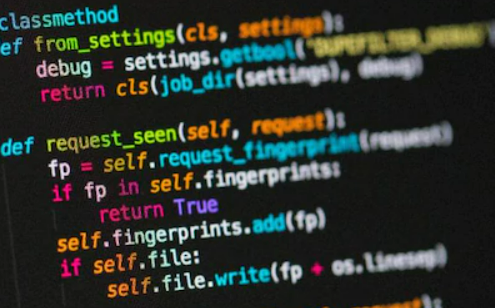 classmethod
ef from_settings(cls, settings):
debug = settings.getbool("DUPEFILTER_DEBUG")
return cls(job_dir(settings), debug)
def request_seen(self, request):
fp = self.request_fingerprint(request)
if fp in self.fingerprints:
return True
self.fingerprints.add(fp)
if self.file:
self.file.write(fp + os.linesep)